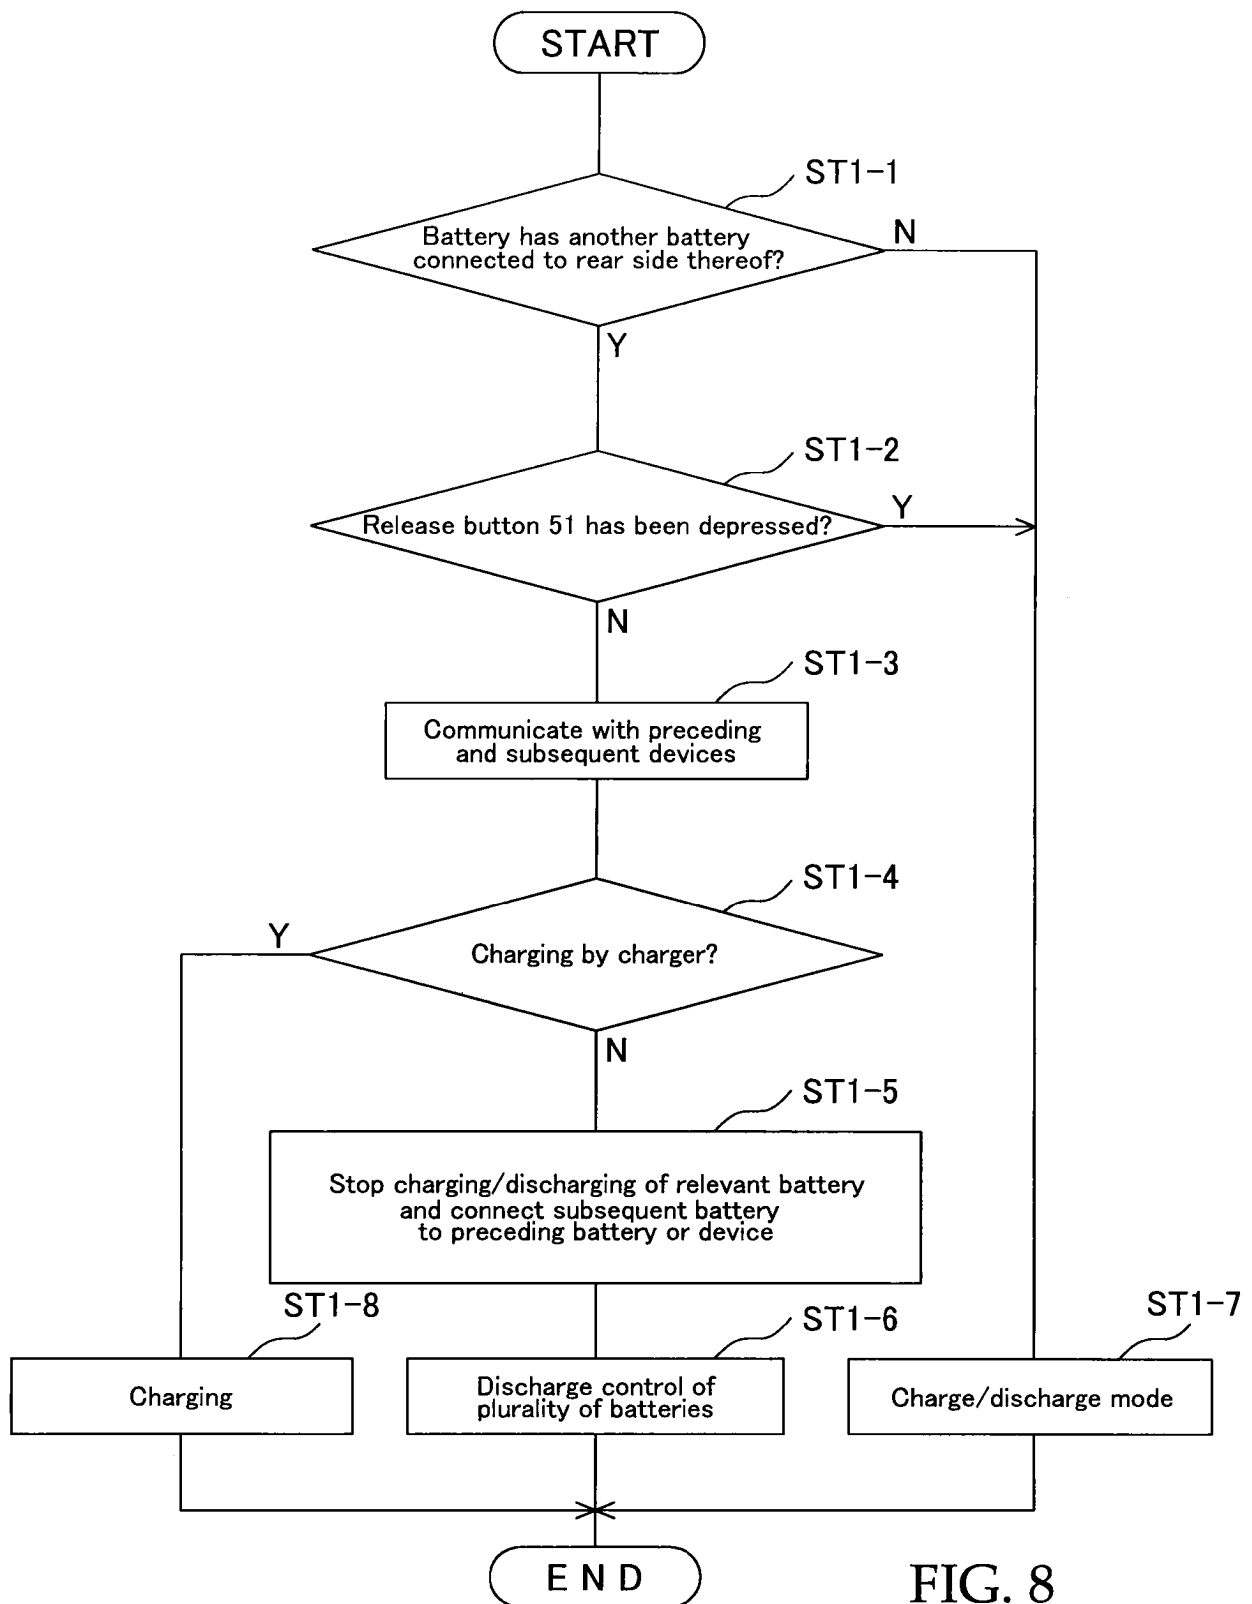 START
ST1-1
Battery has another battery
connected to rear side thereof?
N
Y
ST1-2
Release button 51 has been depressed?
Y
N
ST1-3
Communicate with preceding
and subsequent devices
ST1-4
Y
Charging by charger?
N
ST1-5
Stop charging/discharging of relevant battery
and connect subsequent battery
to preceding battery or device
ST1-8
ST1-6
ST1-7
Charging
Discharge control of
plurality of batteries
Charge/discharge mode
END
FIG. 8